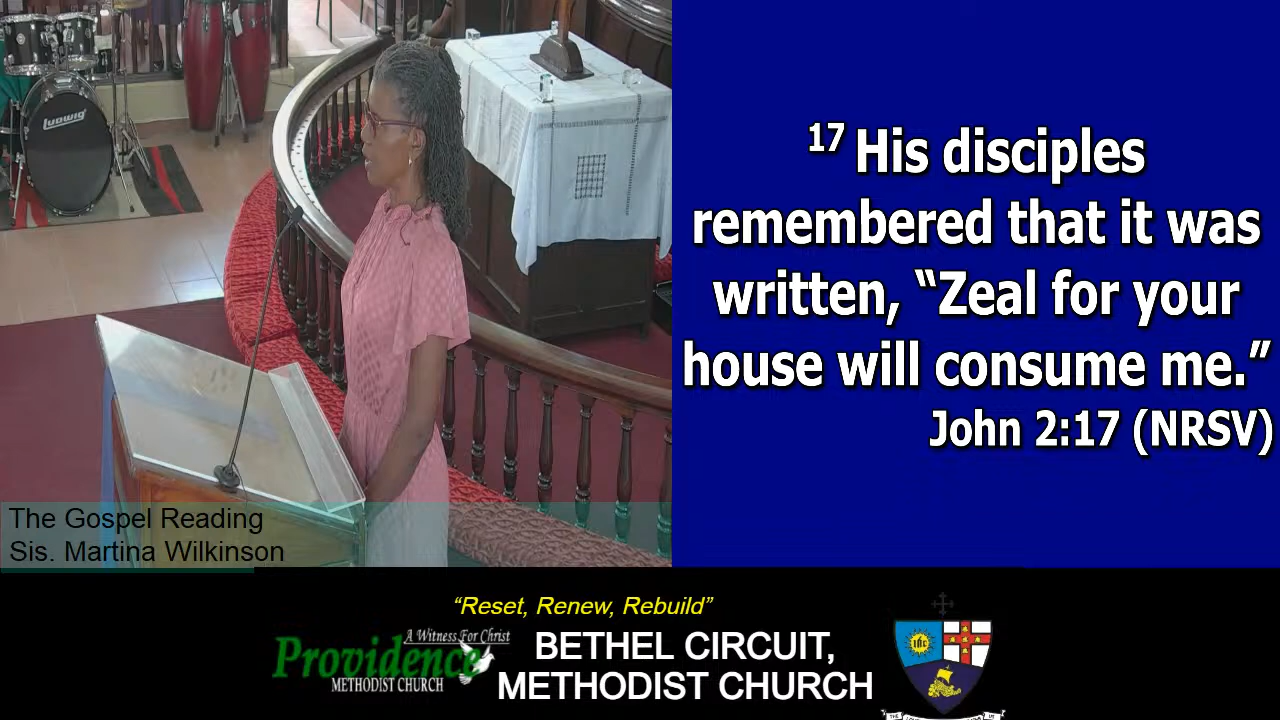 Ludwig
17 His disciples
remembered that it was
written, “Zeal for your
house will consume me.”
John 2:17 (NRSV)
The Gospel Reading
Sis. Martina Wilkinson
“Reset, Renew, Rebuild”
A Witness For Christ
Providence
METHODIST CHURCH
BETHEL CIRCUIT,
METHODIST CHURCH